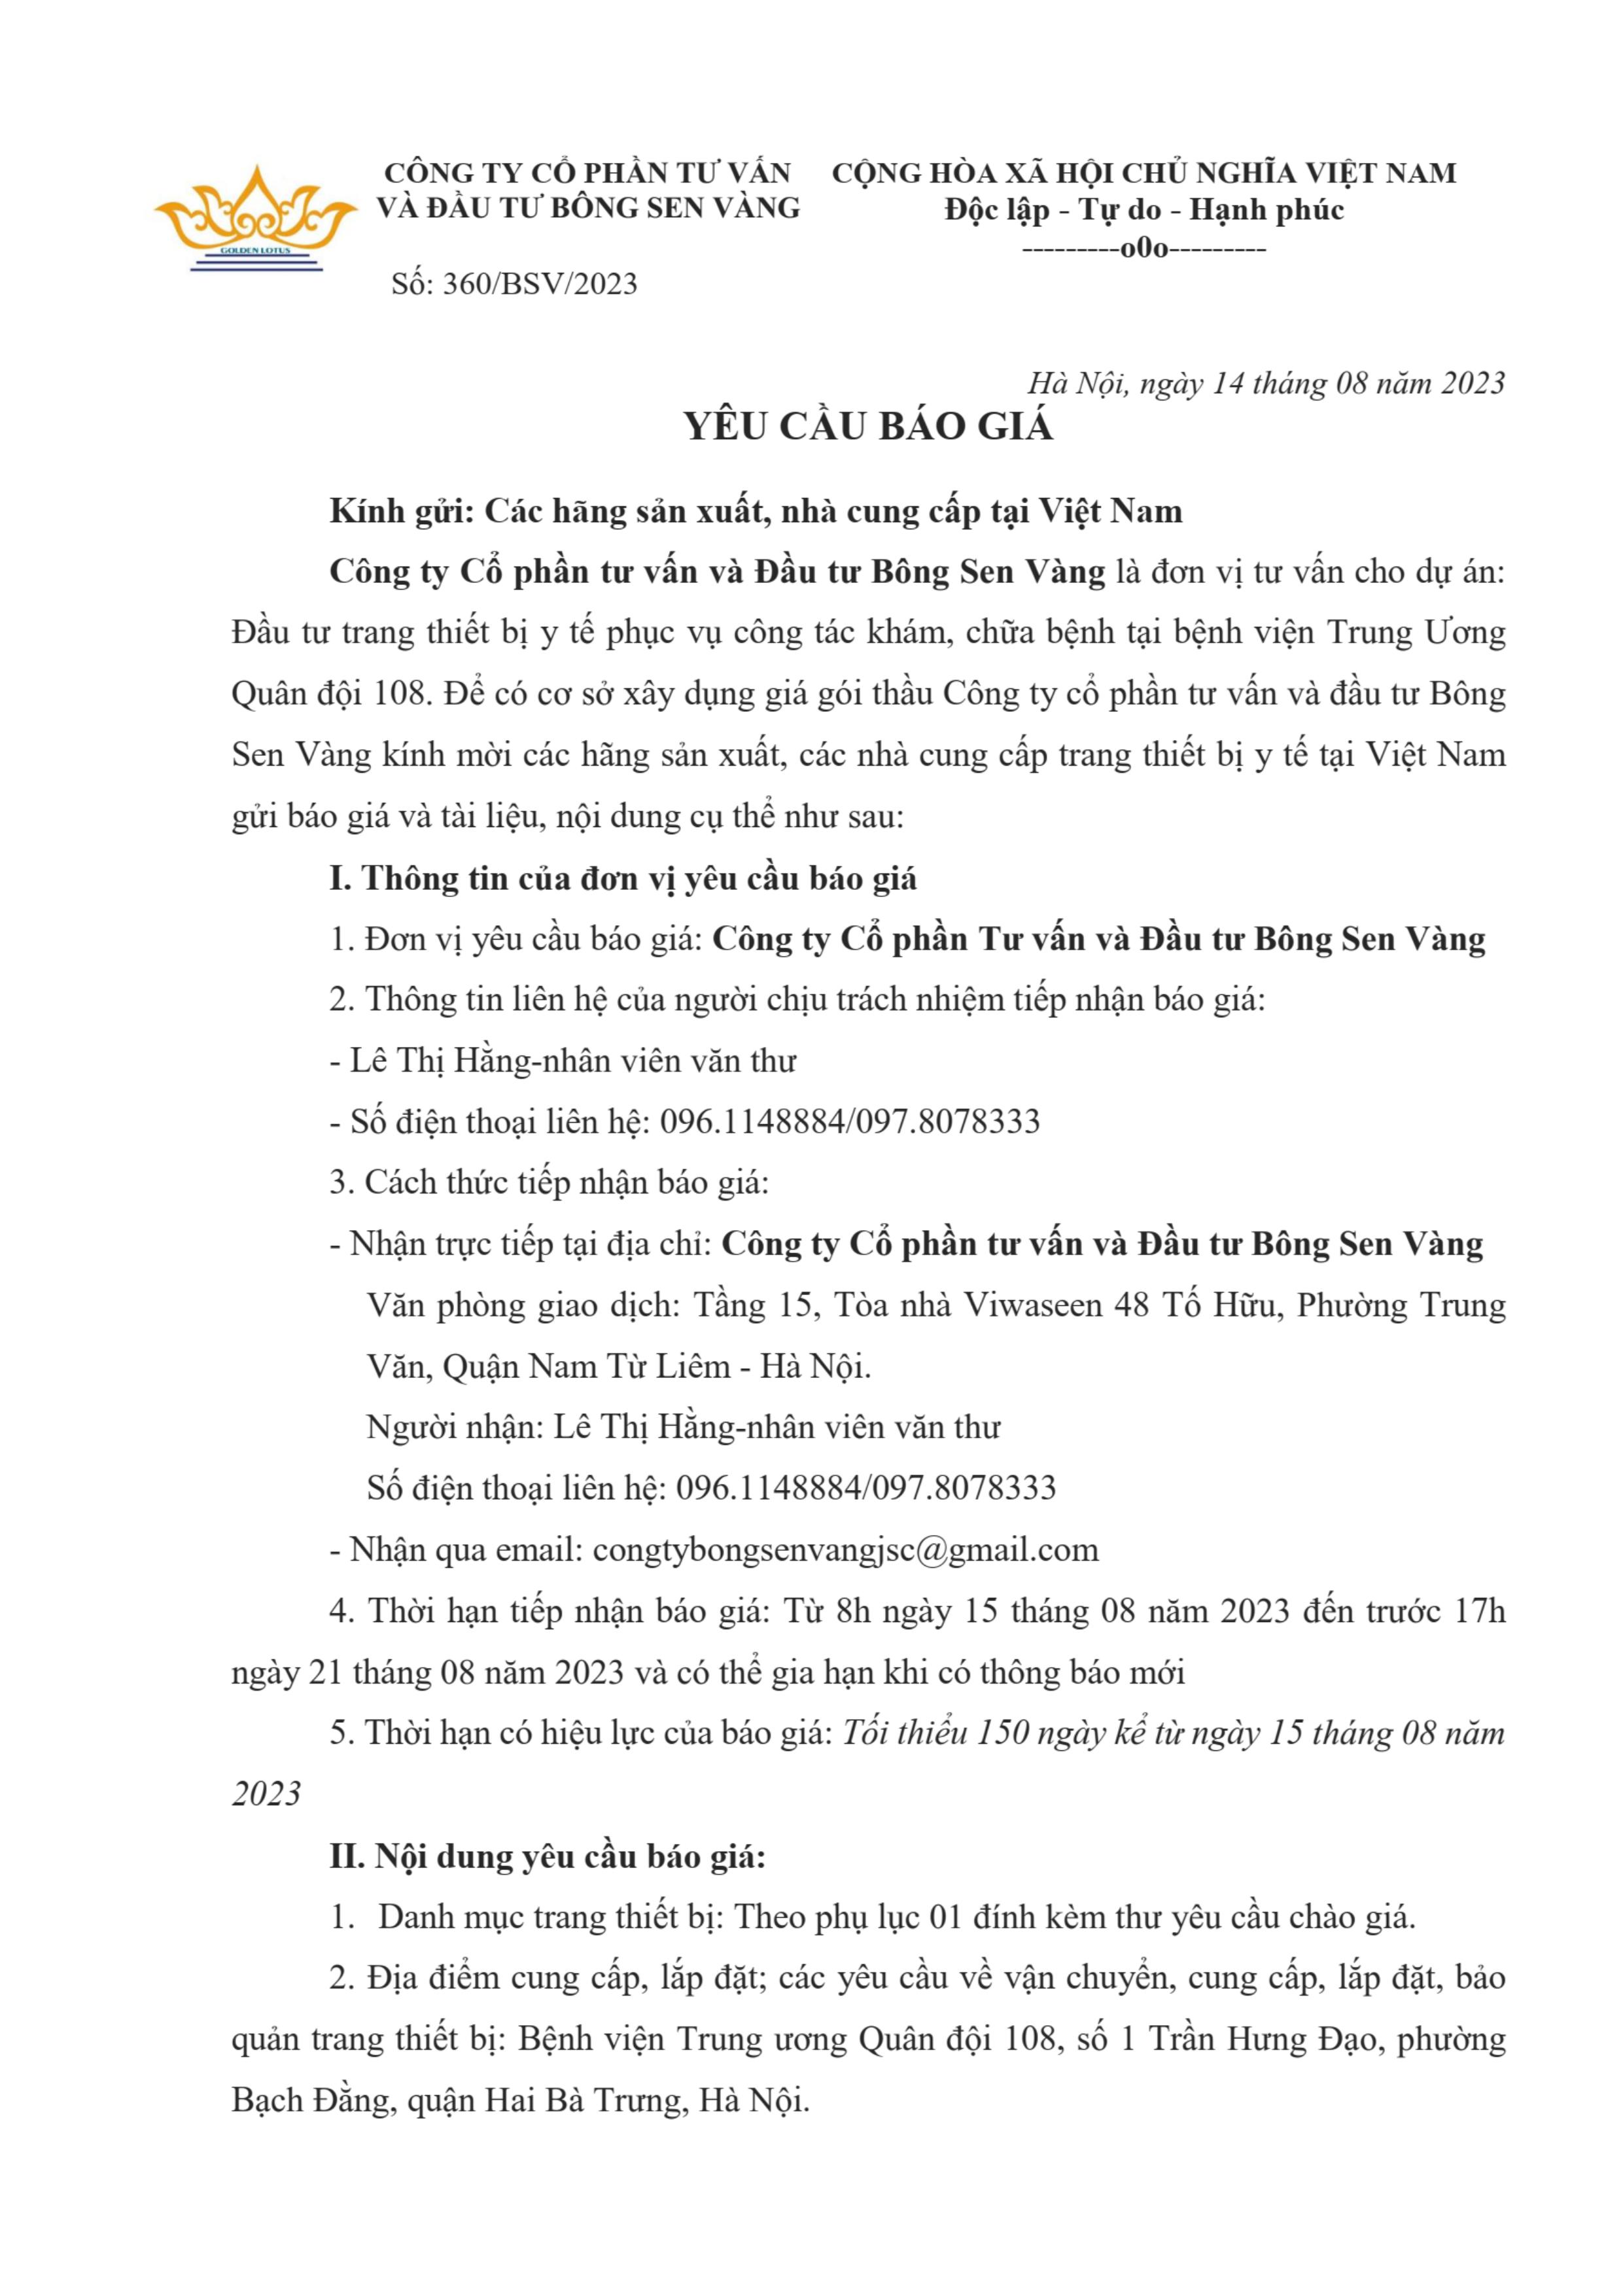 CÔNG TY CỔ PHẦN TƯ VẤN
VÀ ĐẦU TƯ BÔNG SEN VÀNG
GOLDEN LOTUS
Số: 360/BSV/2023
CỘNG HÒA XÃ HỘI CHỦ NGHĨA VIỆT NAM
Độc lập - Tự do - Hạnh phúc
---------o0o---------
Hà Nội, ngày 14 tháng 08 năm 2023
YÊU CẦU BÁO GIÁ
Kính gửi: Các hãng sản xuất, nhà cung cấp tại Việt Nam
Công ty Cổ phần tư vấn và Đầu tư Bông Sen Vàng là đơn vị tư vấn cho dự án:
Đầu tư trang thiết bị y tế phục vụ công tác khám, chữa bệnh tại bệnh viện Trung Ương
Quân đội 108. Để có cơ sở xây dụng giá gói thầu Công ty cổ phần tư vấn và đầu tư Bông
Sen Vàng kính mời các hãng sản xuất, các nhà cung cấp trang thiết bị y tế tại Việt Nam
gửi báo giá và tài liệu, nội dung cụ thể như sau:
I. Thông tin của đơn vị yêu cầu báo giá
1. Đơn vị yêu cầu báo giá: Công ty Cổ phần Tư vấn và Đầu tư Bông Sen Vàng
2. Thông tin liên hệ của người chịu trách nhiệm tiếp nhận báo giá:
- Lê Thị Hằng-nhân viên văn thư
- Số điện thoại liên hệ: 096.1148884/097.8078333
3. Cách thức tiếp nhận báo giá:
- Nhận trực tiếp tại địa chỉ: Công ty Cổ phần tư vấn và Đầu tư Bông Sen Vàng
Văn phòng giao dịch: Tầng 15, Tòa nhà Viwaseen 48 Tố Hữu, Phường Trung
Văn, Quận Nam Từ Liêm - Hà Nội.
Người nhận: Lê Thị Hằng-nhân viên văn thư
Số điện thoại liên hệ: 096.1148884/097.8078333
- Nhận qua email: congtybongsenvangjsc@gmail.com
4. Thời hạn tiếp nhận báo giá: Từ 8h ngày 15 tháng 08 năm 2023 đến trước 17h
ngày 21 tháng 08 năm 2023 và có thể gia hạn khi có thông báo mới
5. Thời hạn có hiệu lực của báo giá: Tối thiểu 150 ngày kể từ ngày 15 tháng 08 năm
2023
II. Nội dung yêu cầu báo giá:
1. Danh mục trang thiết bị: Theo phụ lục 01 đính kèm thư yêu cầu chào giá.
2. Địa điểm cung cấp, lắp đặt; các yêu cầu về vận chuyển, cung cấp, lắp đặt, bảo
quản trang thiết bị: Bệnh viện Trung ương Quân đội 108, số 1 Trần Hưng Đạo, phường
Bạch Đằng, quận Hai Bà Trưng, Hà Nội.